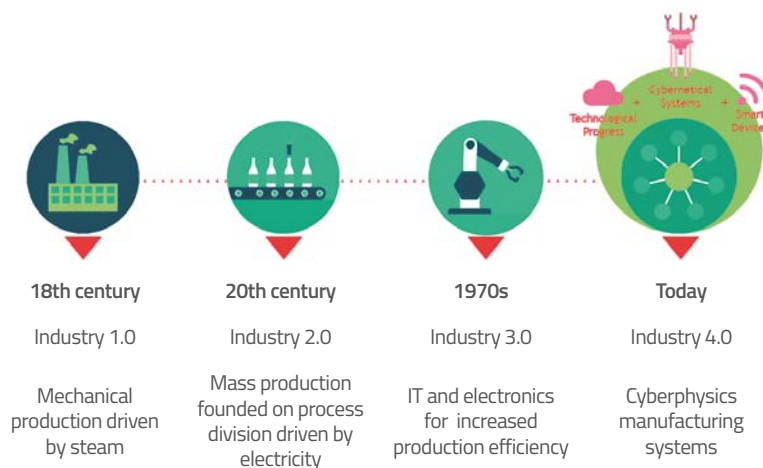 Cybernetical
Systems
+
+
Technological
Progress
Smart
Device
18th century
20th century
1970s
Today
Industry 1.0
Industry 2.0
Industry 3.0
Industry 4.0
Mechanical
production driven
by steam
Mass production
founded on process
division driven by
electricity
IT and electronics
for increased
production efficiency
Cyberphysics
manufacturing
systems